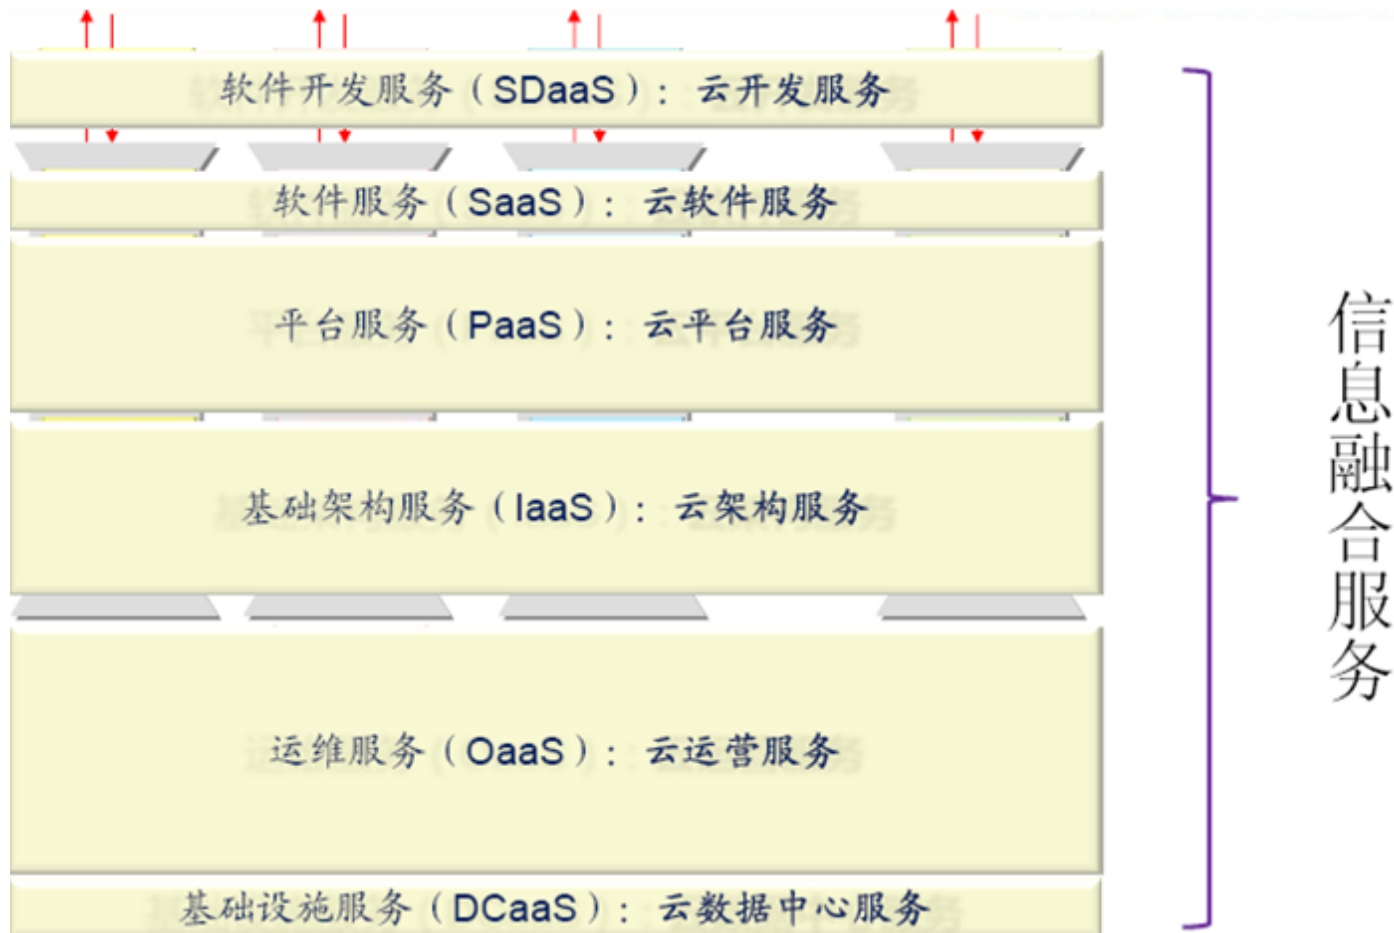 软件开发服务（SDaaS）：云开发服务
软件服务（SaaS）：云软件服务
平台服务（PaaS）：云平台服务
基础架构服务（IaaS）：云架构服务
运维服务（OaaS）：云运营服务
基础设施服务（DCaaS）：云数据中心服务
信息融合服务